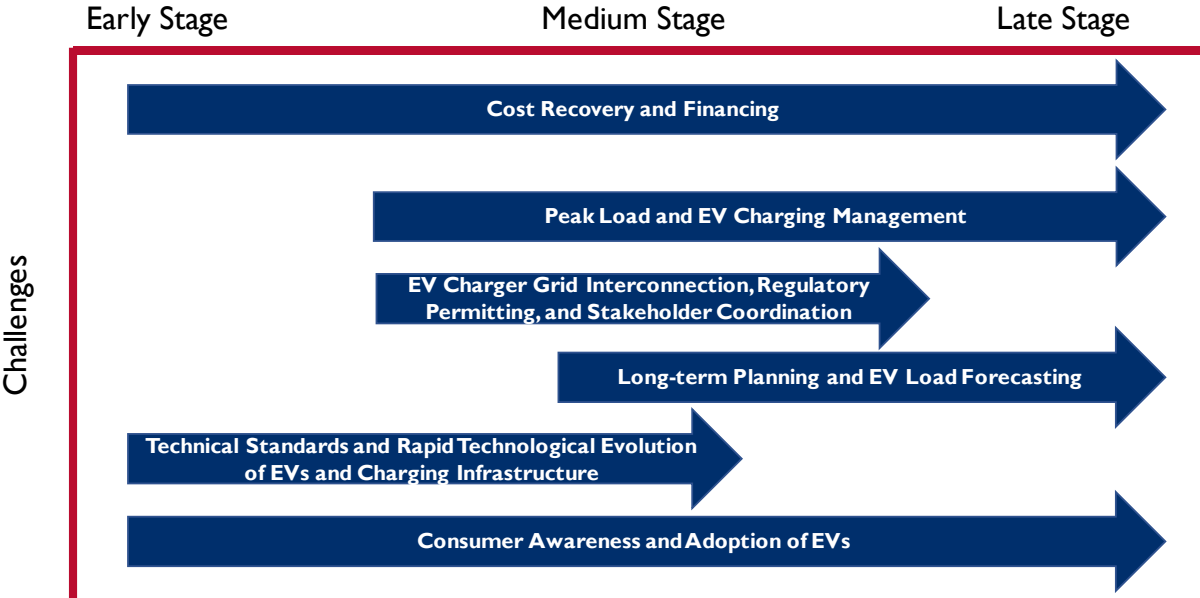 Early Stage
Medium Stage
Late Stage
Challenges
Cost Recovery and Financing
Peak Load and EV Charging Management
EV Charger Grid Interconnection, Regulatory
Permitting, and Stakeholder Coordination
Long-term Planning and EV Load Forecasting
Technical Standards and Rapid Technological Evolution
of EVs and Charging Infrastructure
Consumer Awareness and Adoption of EVs